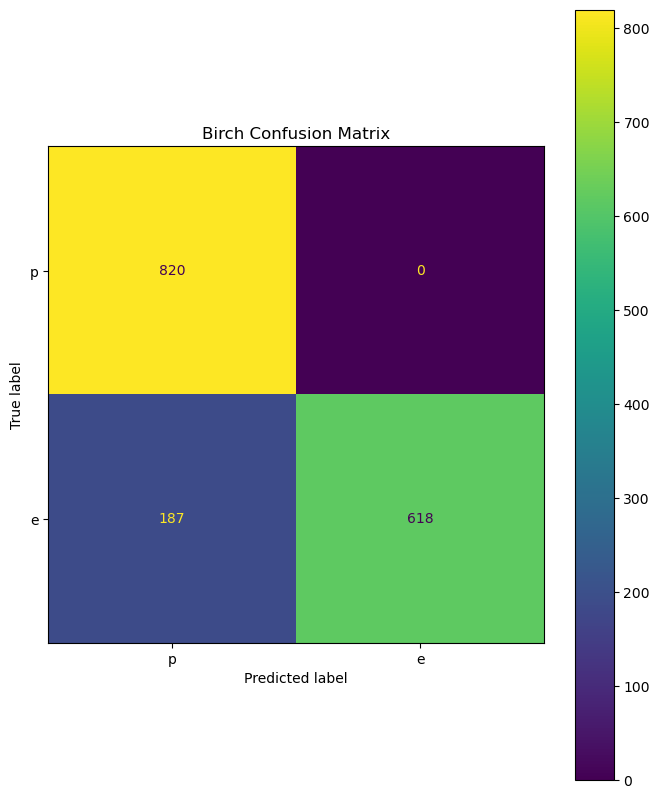 Birch Confusion Matrix
p
820
0
e
187
618
True label
p
e
Predicted label
800
700
600
500
400
300
200
100
0